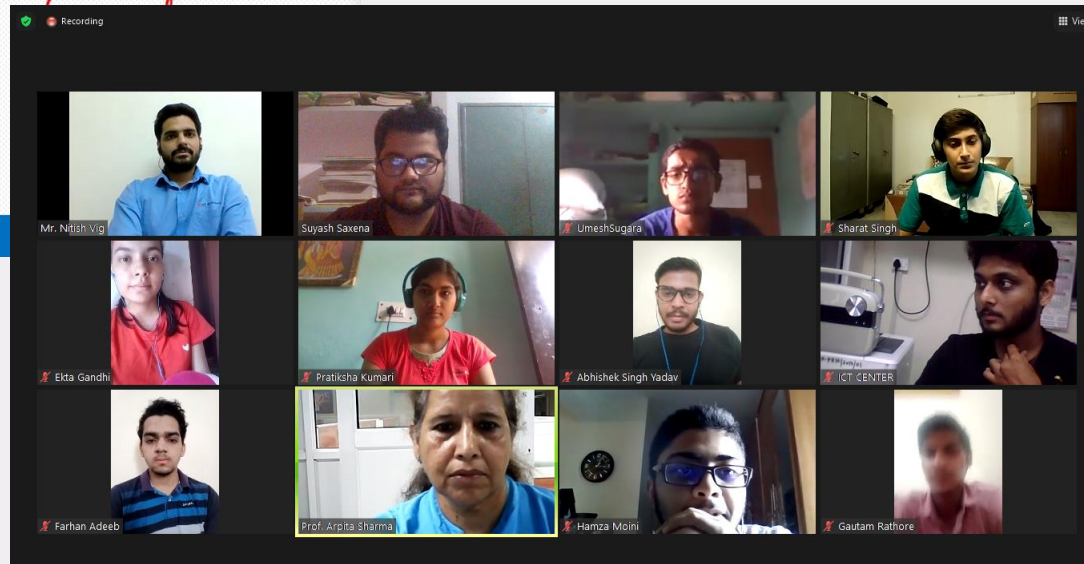 Recording
Vie
Mr. Nitish Vig
Suyash Saxena
UmeshSugara
Sharat Singh
Ekta Gandhi
Pratiksha Kumari
Abhishek Singh Yadav
ICT CENTER
Farhan Adeeb
Prof. Arpita Sharma
Hamza Moini
Gautam Rathore